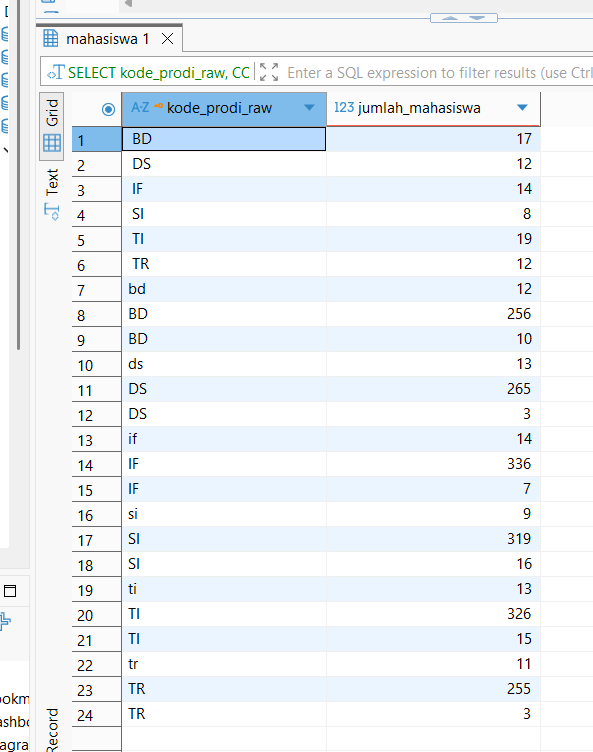 mahasiswa 1
SELECT kode_prodi_raw, CC Enter a SQL expression to filter results (use Ctrl
Grid
Text
Record
A-Z kode_prodi_raw 123 jumlah_mahasiswa
1 BD 17
2 DS 12
3 IF 14
4 SI 8
5 TI 19
6 TR 12
7 bd 12
8 BD 256
9 BD 10
10 ds 13
11 DS 265
12 DS 3
13 if 14
14 IF 336
15 IF 7
16 si 9
17 SI 319
18 SI 16
19 ti 13
20 TI 326
21 TI 15
22 tr 11
23 TR 255
24 TR 3
ookm
ashbo
agra